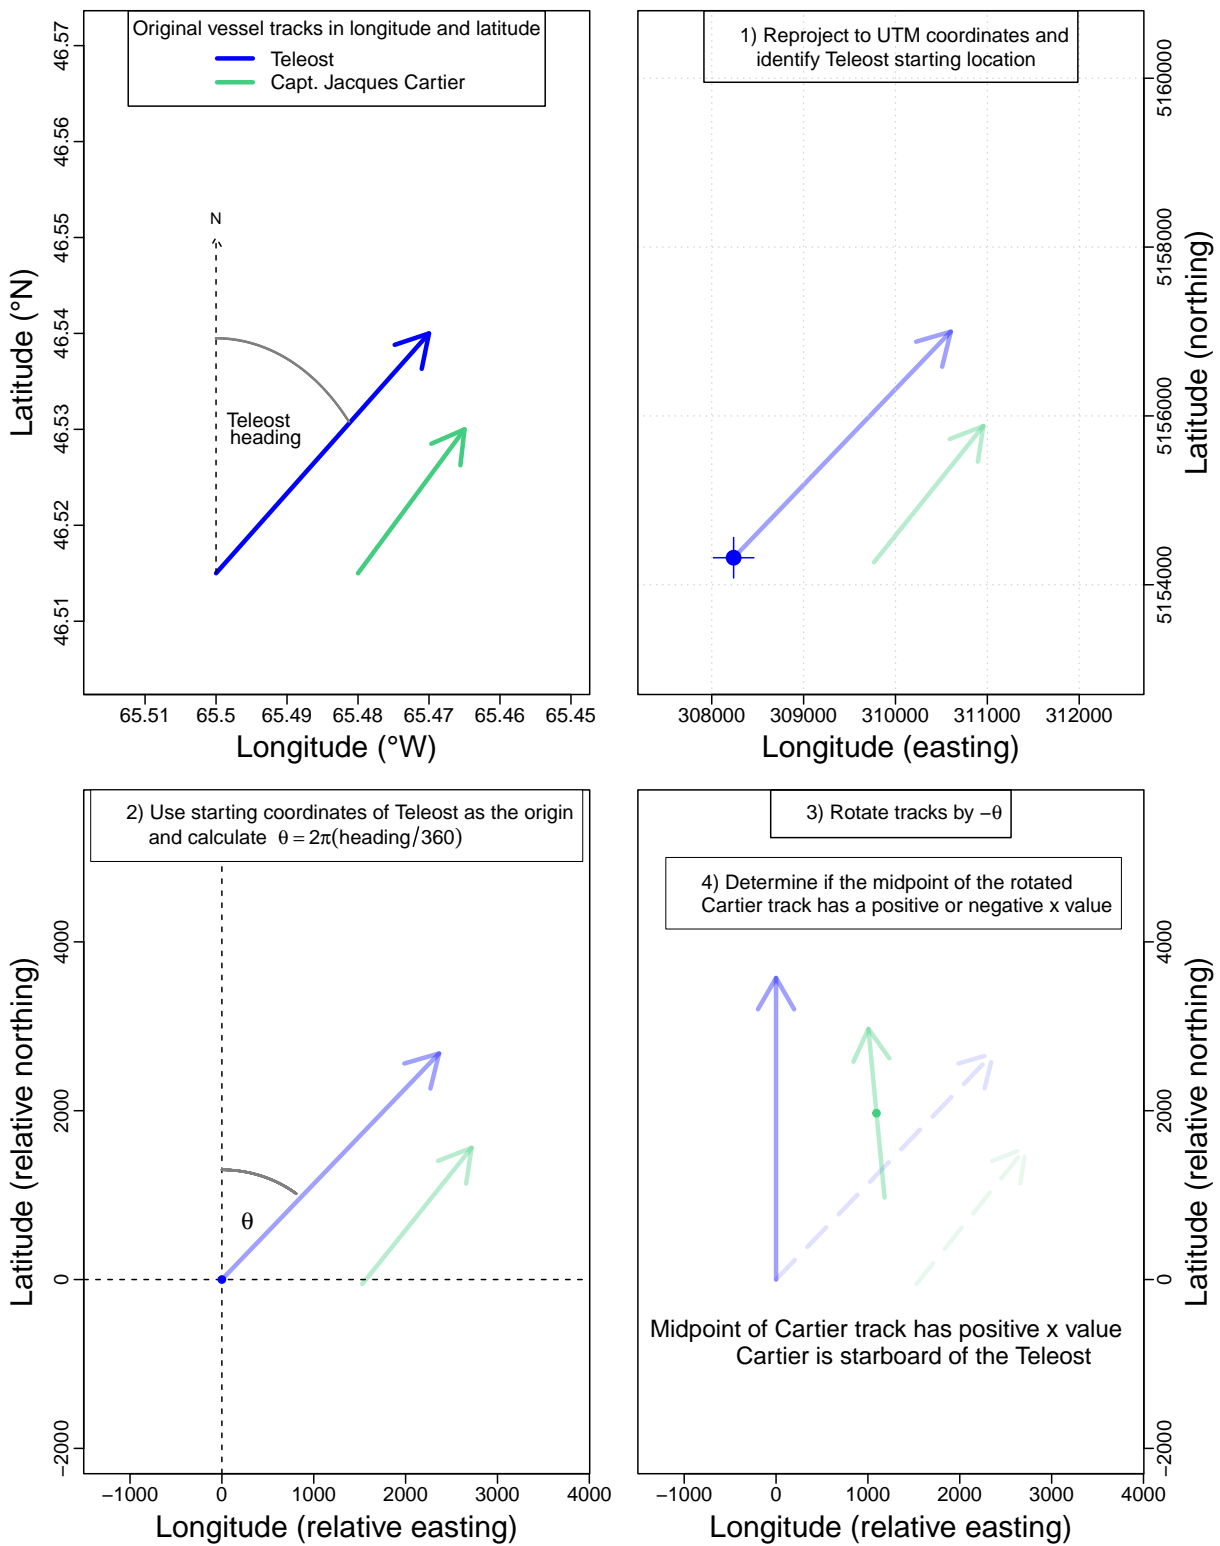 Original vessel tracks in longitude and latitude
Teleost
Capt. Jacques Cartier
N
Teleost
heading
46.57
46.56
46.55
46.54
46.53
46.52
46.51
Latitude (°N)
65.51 65.5 65.49 65.48 65.47 65.46 65.45
Longitude (°W)
1) Reproject to UTM coordinates and
identify Teleost starting location
5160000
5158000
5156000
5154000
Latitude (northing)
308000 309000 310000 311000 312000
Longitude (easting)
2) Use starting coordinates of Teleost as the origin
and calculate θ = 2π(heading/360)
θ
4000
2000
0
−2000
Latitude (relative northing)
−1000 0 1000 2000 3000 4000
Longitude (relative easting)
3) Rotate tracks by −θ
4) Determine if the midpoint of the rotated
Cartier track has a positive or negative x value
Midpoint of Cartier track has positive x value
Cartier is starboard of the Teleost
4000
2000
0
−2000
Latitude (relative northing)
−1000 0 1000 2000 3000 4000
Longitude (relative easting)